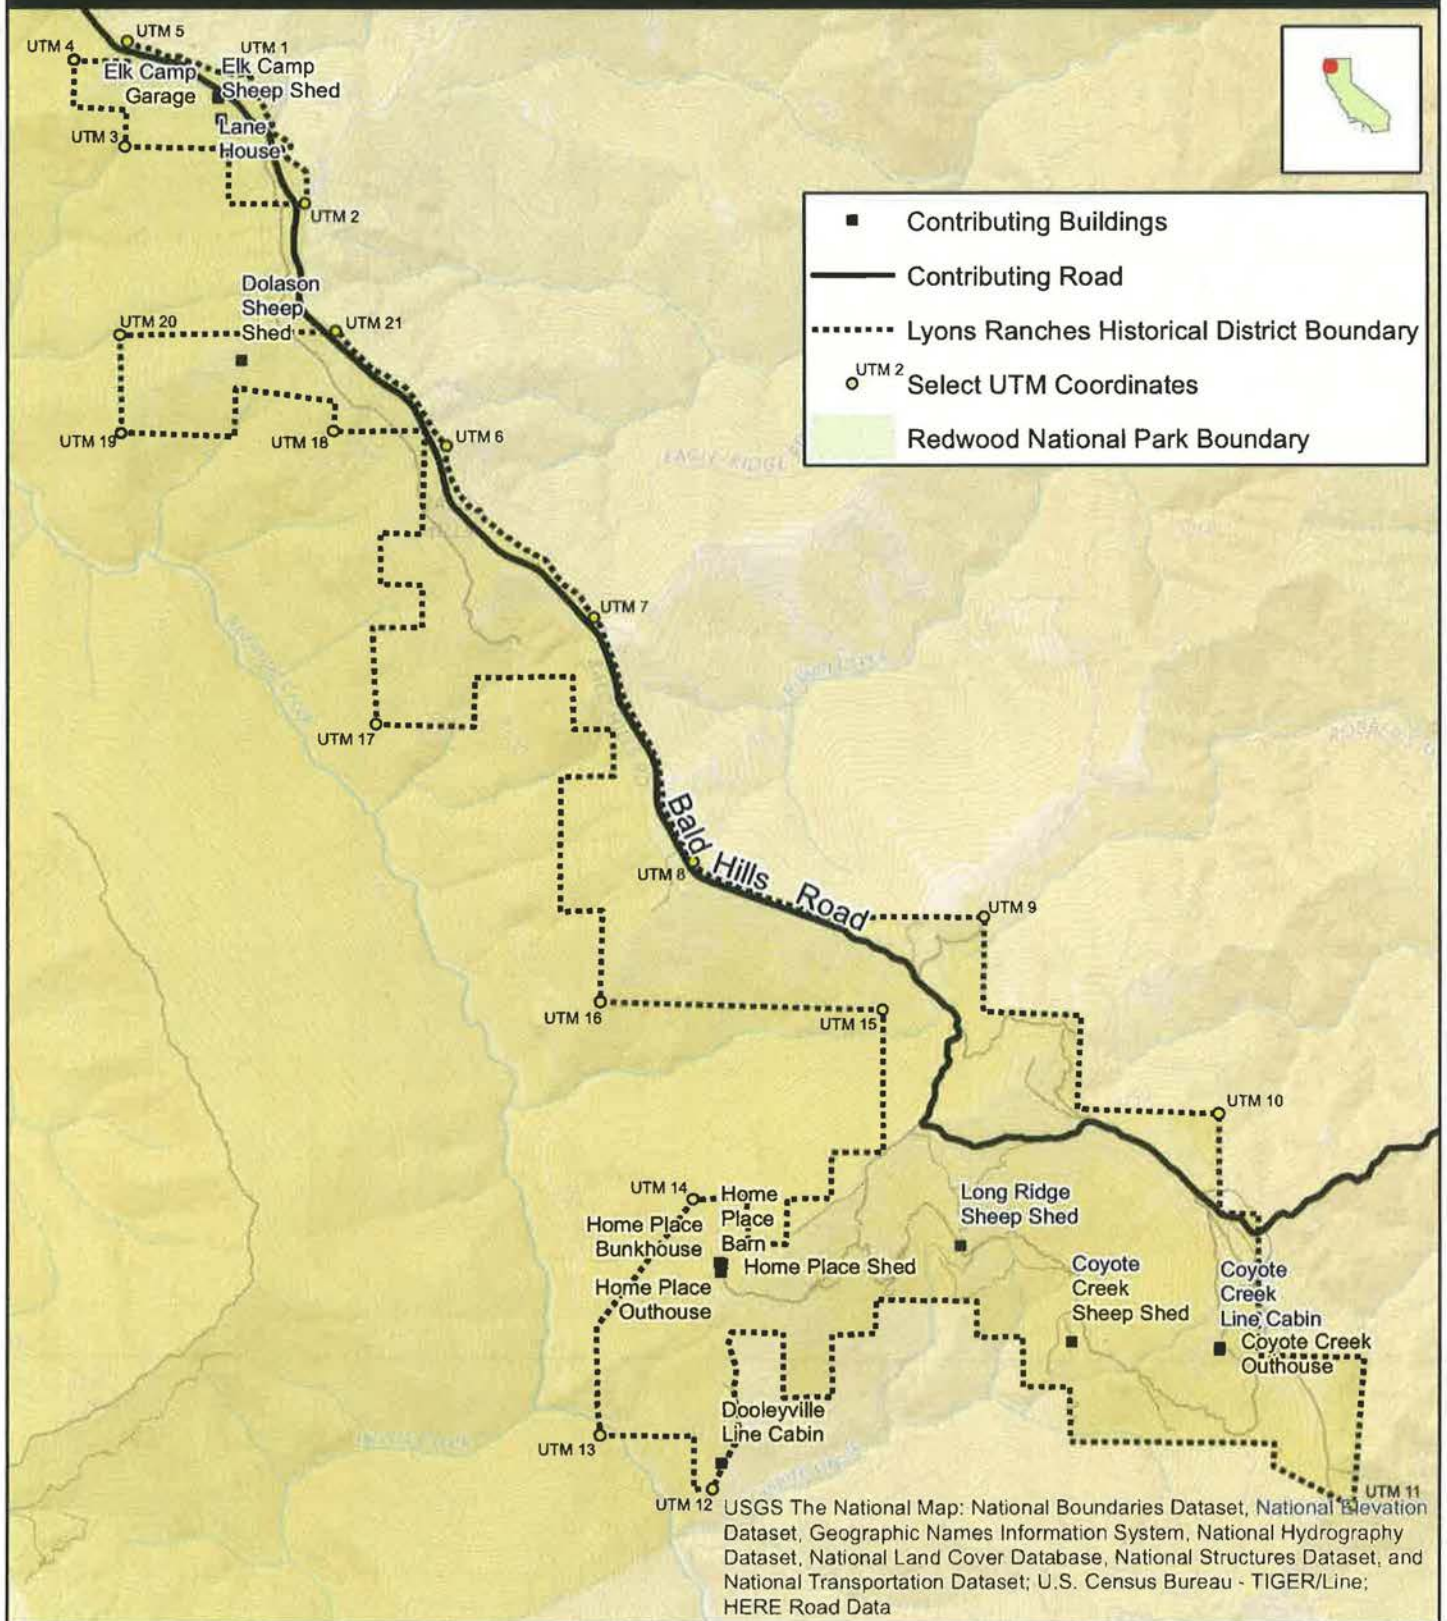 UTM 5
UTM 4
UTM 1
Elk Camp
Garage
Elk Camp
Sheep Shed
UTM 3
Lane
House
UTM 2
Contributing Buildings
Contributing Road
Lyons Ranches Historical District Boundary
UTM 2
Select UTM Coordinates
Redwood National Park Boundary
Dolason
Sheep
Shed
UTM 20
UTM 21
UTM 19
UTM 18
UTM 6
UTM 7
UTM 17
Bald Hills Road
UTM 8
UTM 9
UTM 16
UTM 15
UTM 10
UTM 14
Home
Place
Barn
Home Place
Bunkhouse
Home Place Shed
Home Place
Outhouse
Long Ridge
Sheep Shed
Coyote
Creek
Sheep Shed
Coyote
Creek
Line Cabin
Coyote Creek
Outhouse
Dooleyville
Line Cabin
UTM 13
UTM 12
UTM 11
USGS The National Map: National Boundaries Dataset, National Elevation
Dataset, Geographic Names Information System, National Hydrography
Dataset, National Land Cover Database, National Structures Dataset, and
National Transportation Dataset; U.S. Census Bureau - TIGER/Line;
HERE Road Data